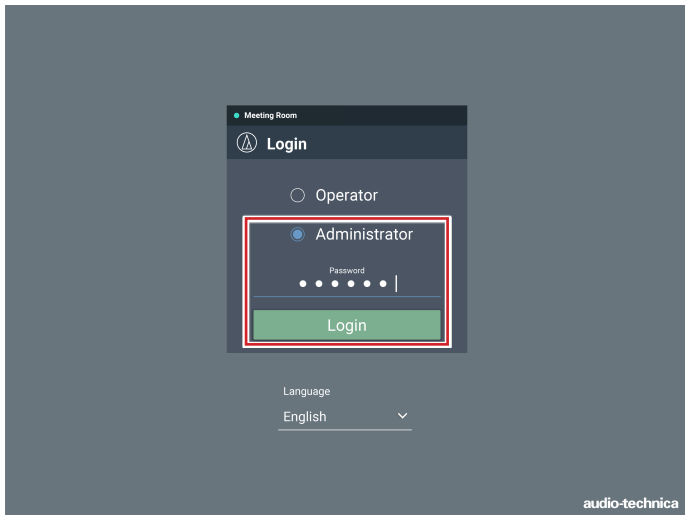 Meeting Room
Login
Operator
Administrator
Password
Login
Language
English
audio-technica